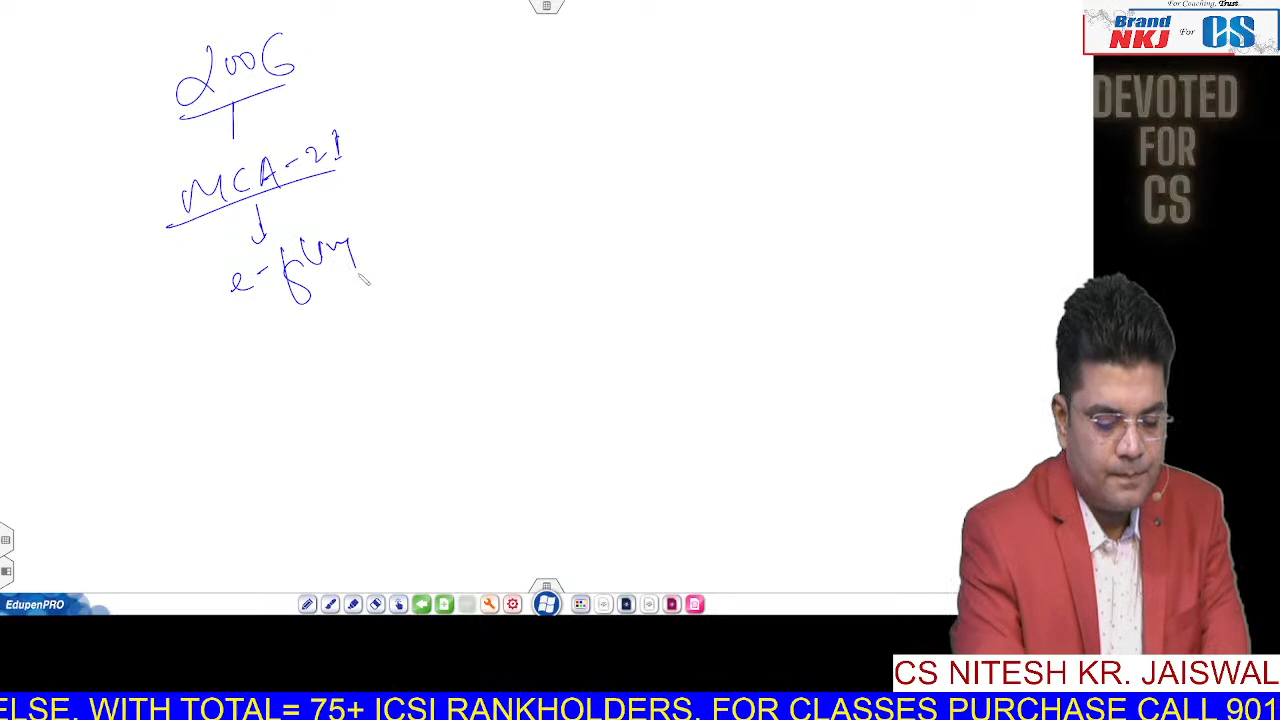 For Coaching, Trust
Brand NKJ For CS
2006
MCA-21
e-filing
DEVOTED
FOR
CS
EdupenPRO
CS NITESH KR. JAISWAL
ELSE, WITH TOTAL= 75+ ICSI RANKHOLDERS. FOR CLASSES PURCHASE CALL 901